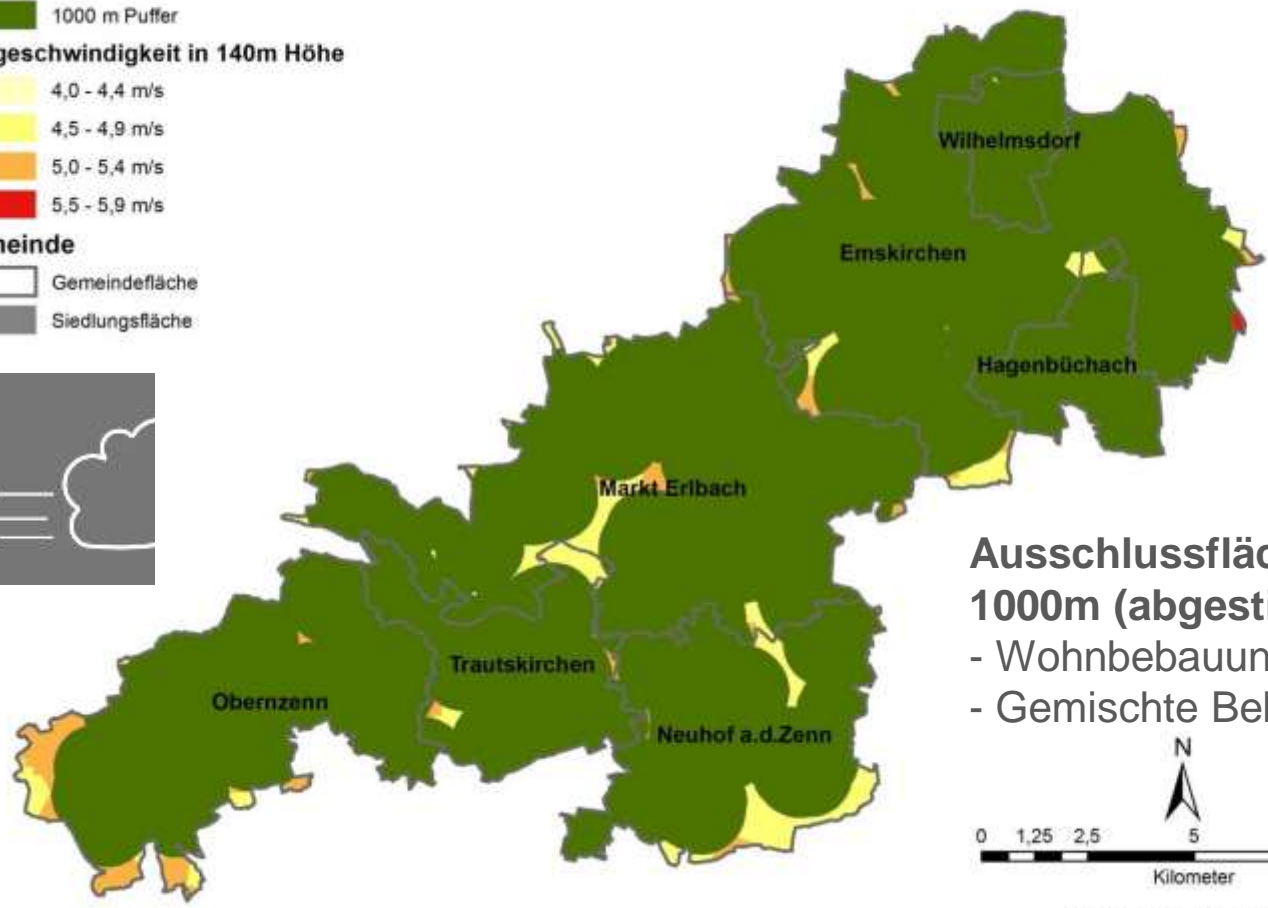 1000 m Puffer
geschwindigkeit in 140m Höhe
4,0 - 4,4 m/s
4,5 - 4,9 m/s
5,0 - 5,4 m/s
5,5 - 5,9 m/s
neinde
Gemeindefläche
Siedlungsfläche
Wilhelmsdorf
Emskirchen
Hagenbüchach
Markt Erlbach
Trautskirchen
Obernzenn
Neuhof a.d.Zenn
Ausschlussfläc
1000m (abgesti
- Wohnbebauun
- Gemischte Be
N
0 1,25 2,5 5
Kilometer